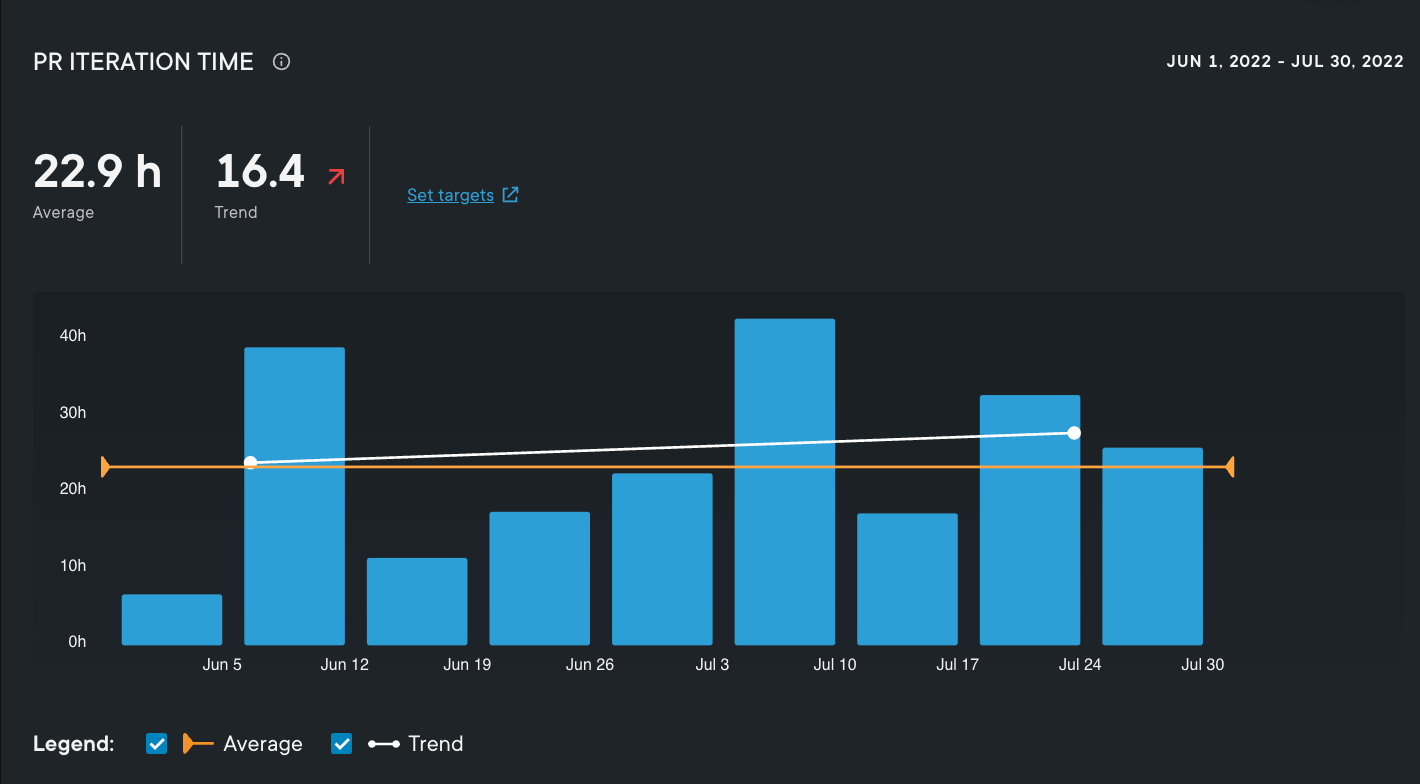 PR ITERATION TIME
JUN 1, 2022 - JUL 30, 2022
22.9 h
Average
16.4
Trend
Set targets
40h
30h
20h
10h
0h
Jun 5 Jun 12 Jun 19 Jun 26 Jul 3 Jul 10 Jul 17 Jul 24 Jul 30
Legend: Average Trend